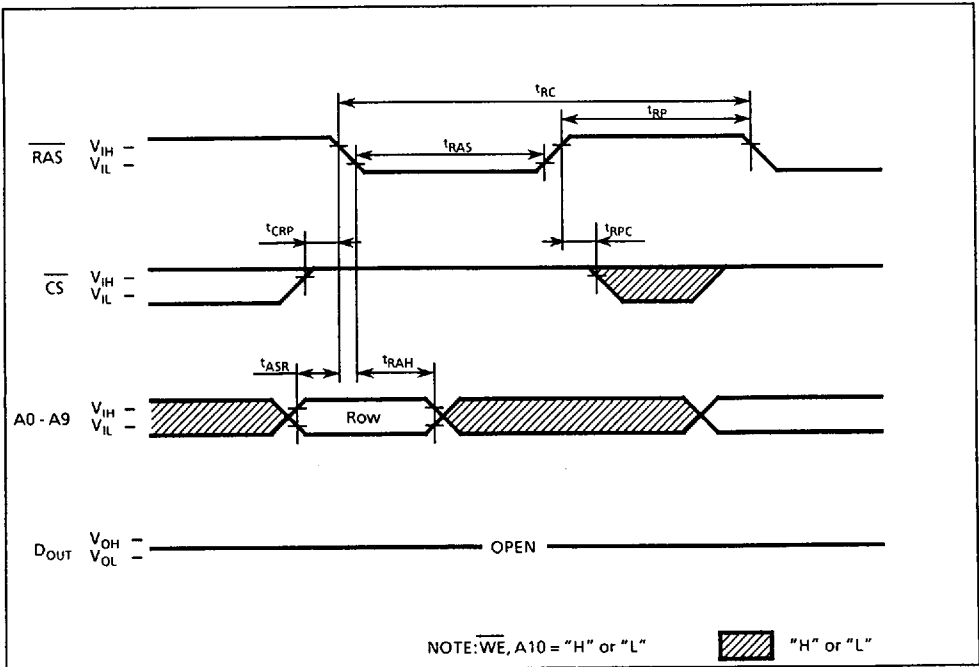 tRC
tRP
tRAS
RAS VIH
VIL
tCRP
tRPC
CS VIH
VIL
tASR
tRAH
A0 - A9 VIH
VIL
Row
DOUT VOH
VOL
OPEN
NOTE: WE, A10 = "H" or "L"
"H" or "L"